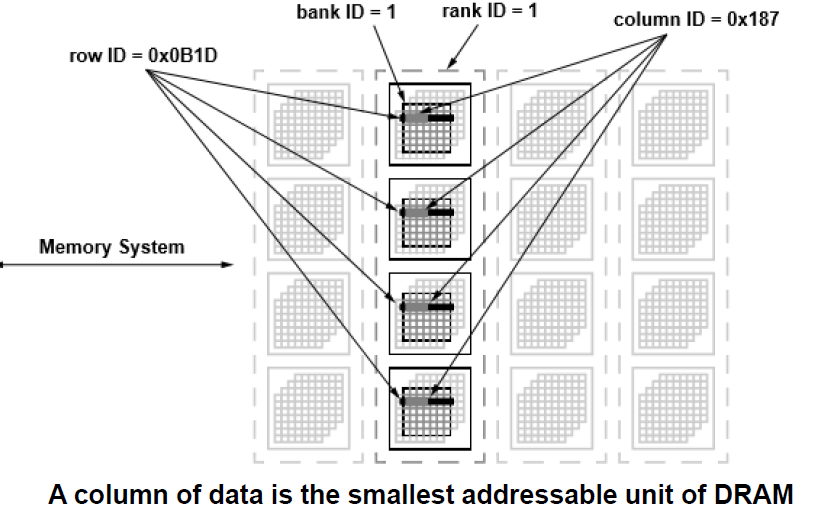 bank ID = 1
rank ID = 1
column ID = 0x187
row ID = 0x0B1D
Memory System
A column of data is the smallest addressable unit of DRAM